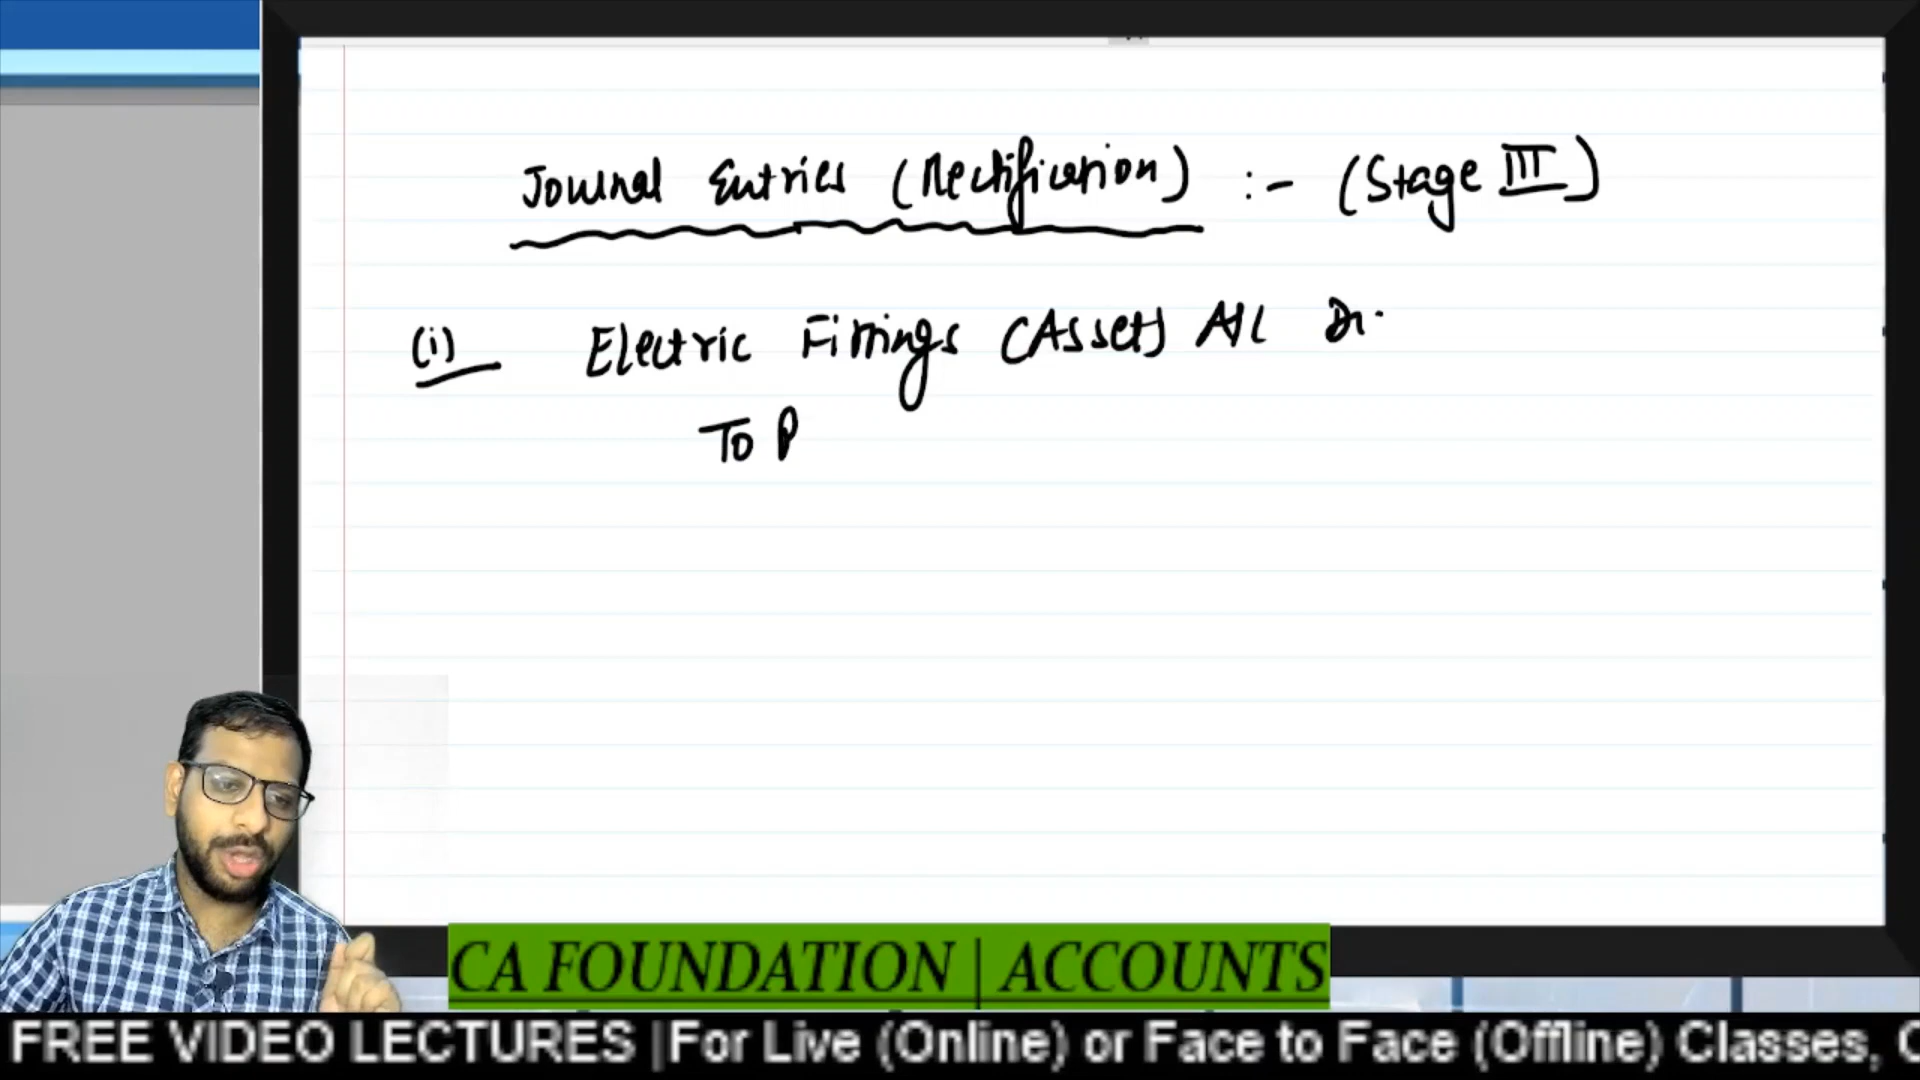 Journal Entries (Rectification) :- (Stage III)
(i) Electric Fittings (Assets) A/c Dr.
To P
CA FOUNDATION | ACCOUNTS
FREE VIDEO LECTURES | For Live (Online) or Face to Face (Offline) Classes, C